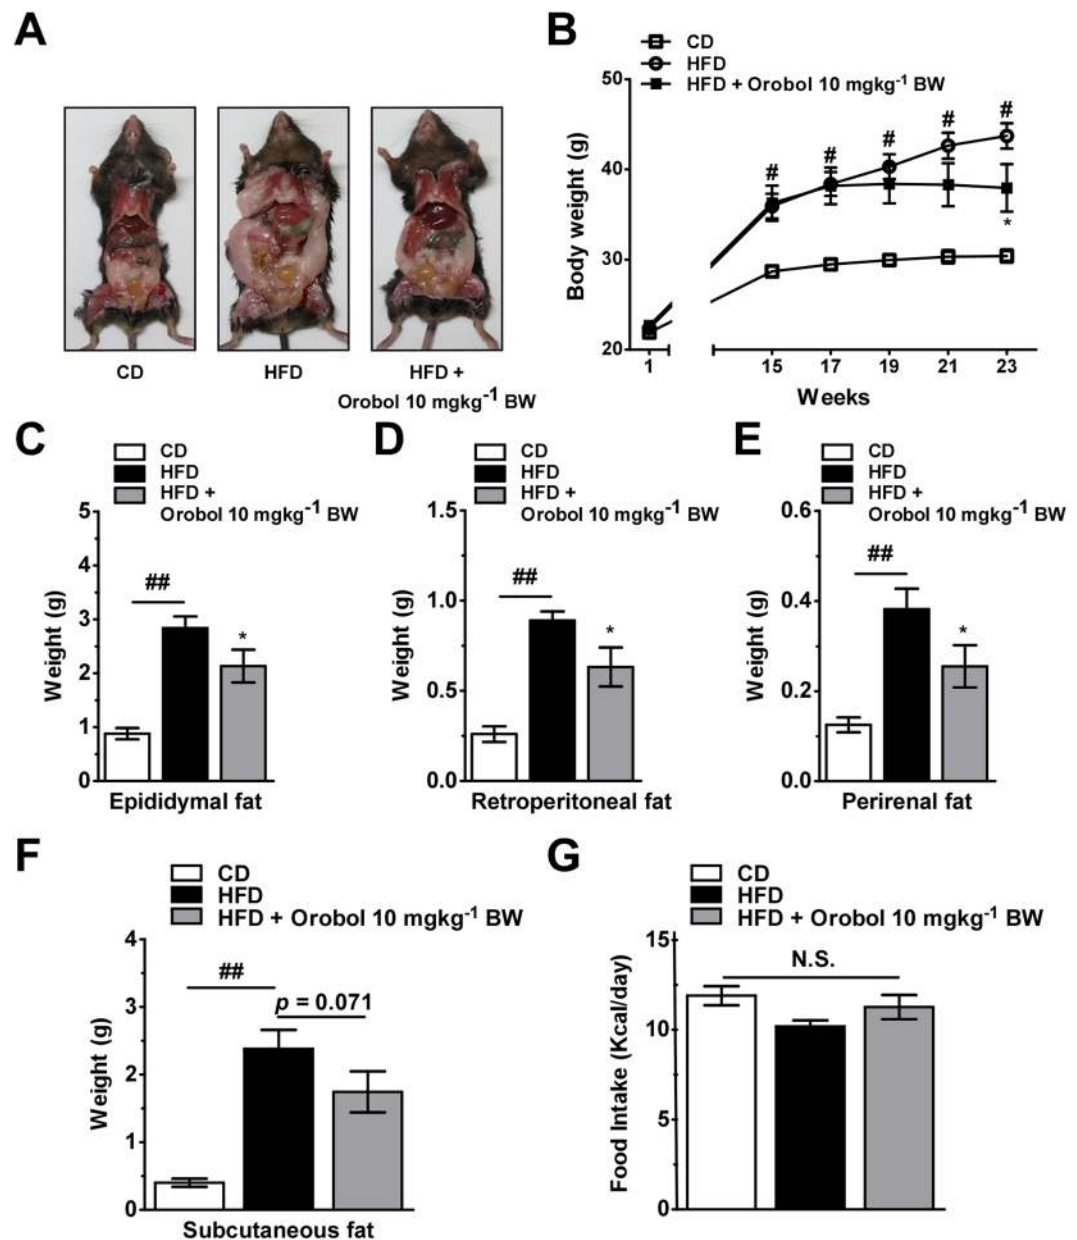 A
CD
HFD
HFD +
Orobol 10 mgkg-1 BW
B
CD
HFD
HFD + Orobol 10 mgkg-1 BW
Body weight (g)
50
40
30
20
# # # # #
*
1 15 17 19 21 23
Weeks
C
CD
HFD
HFD +
Orobol 10 mgkg-1 BW
Weight (g)
5
4
3
2
1
0
##
*
Epididymal fat
D
CD
HFD
HFD +
Orobol 10 mgkg-1 BW
Weight (g)
1.5
1.0
0.5
0.0
##
*
Retroperitoneal fat
E
CD
HFD
HFD +
Orobol 10 mgkg-1 BW
Weight (g)
0.6
0.4
0.2
0.0
##
*
Perirenal fat
F
CD
HFD
HFD + Orobol 10 mgkg-1 BW
Weight (g)
4
3
2
1
0
##
p = 0.071
Subcutaneous fat
G
CD
HFD
HFD + Orobol 10 mgkg-1 BW
Food Intake (Kcal/day)
15
10
5
0
N.S.